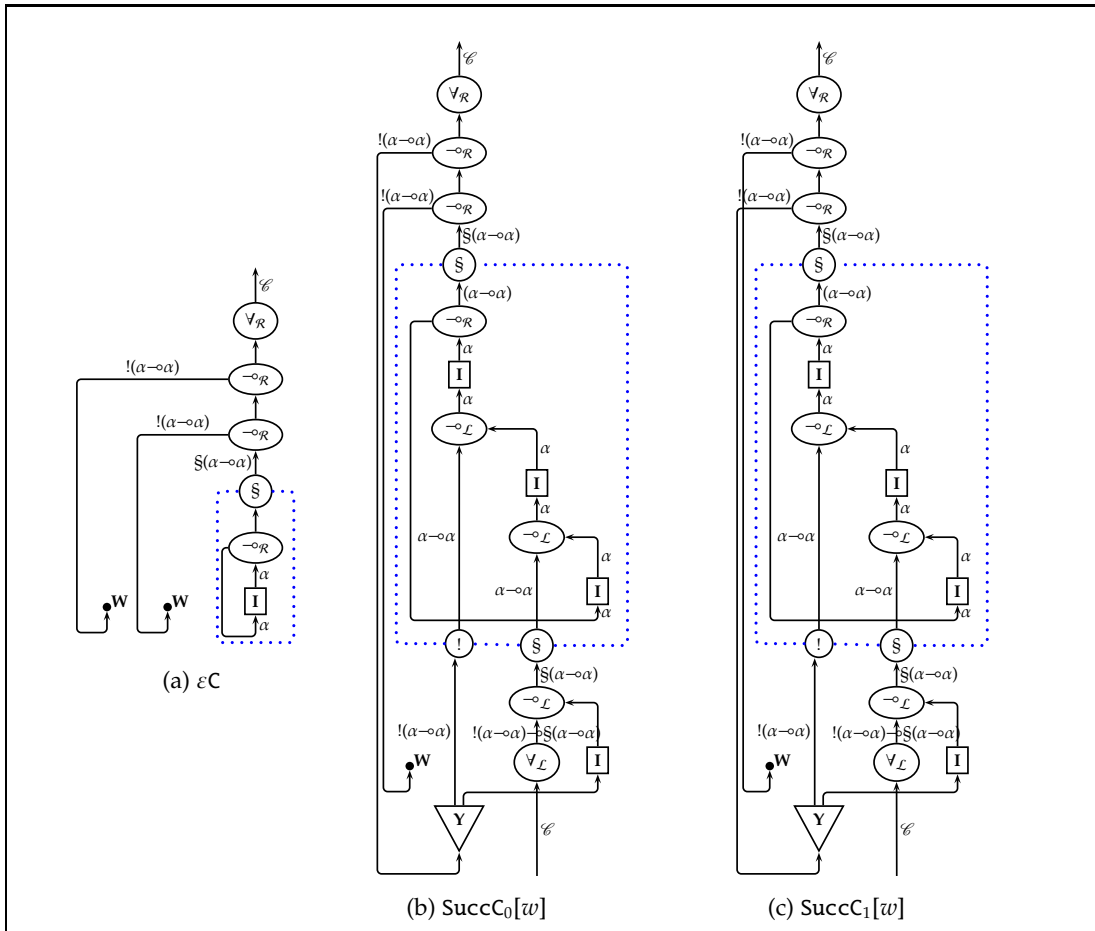 𝒞
∀ℛ
!(α⊸α)
⊸ℛ
!(α⊸α)
⊸ℛ
§(α⊸α)
§
⊸ℛ
α
I
α
W
W
(a) εC
𝒞
∀ℛ
!(α⊸α)
⊸ℛ
!(α⊸α)
⊸ℛ
§(α⊸α)
§
(α⊸α)
⊸ℛ
α
I
α
⊸ℒ
α
I
α
α⊸α
⊸ℒ
α
α⊸α
I
α
!
§
§(α⊸α)
⊸ℒ
!(α⊸α)
!(α⊸α)⊸§(α⊸α)
W
∀ℒ
I
Y
𝒞
(b) SuccC₀[w]
𝒞
∀ℛ
!(α⊸α)
⊸ℛ
!(α⊸α)
⊸ℛ
§(α⊸α)
§
(α⊸α)
⊸ℛ
α
I
α
⊸ℒ
α
I
α
α⊸α
⊸ℒ
α
α⊸α
I
α
!
§
§(α⊸α)
⊸ℒ
!(α⊸α)
!(α⊸α)⊸§(α⊸α)
W
∀ℒ
I
Y
𝒞
(c) SuccC₁[w]